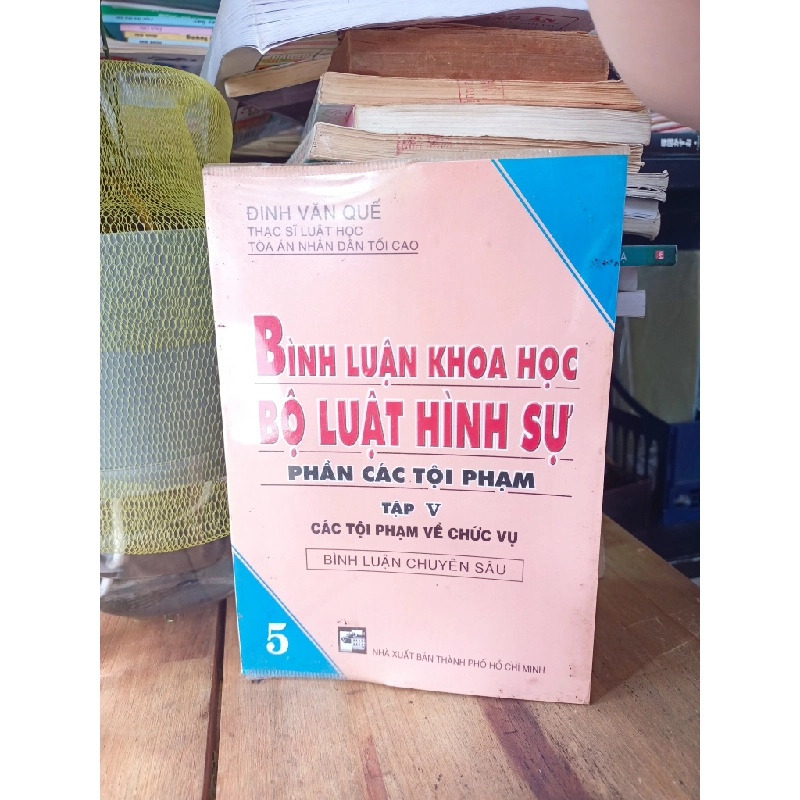 ĐINH VĂN QUẾ
THẠC SĨ LUẬT HỌC
TÒA ÁN NHÂN DÂN TỐI CAO
BÌNH LUẬN KHOA HỌC
BỘ LUẬT HÌNH SỰ
PHẦN CÁC TỘI PHẠM
TẬP V
CÁC TỘI PHẠM VỀ CHỨC VỤ
BÌNH LUẬN CHUYÊN SÂU
5
NHÀ XUẤT BẢN THÀNH PHỐ HỒ CHÍ MINH